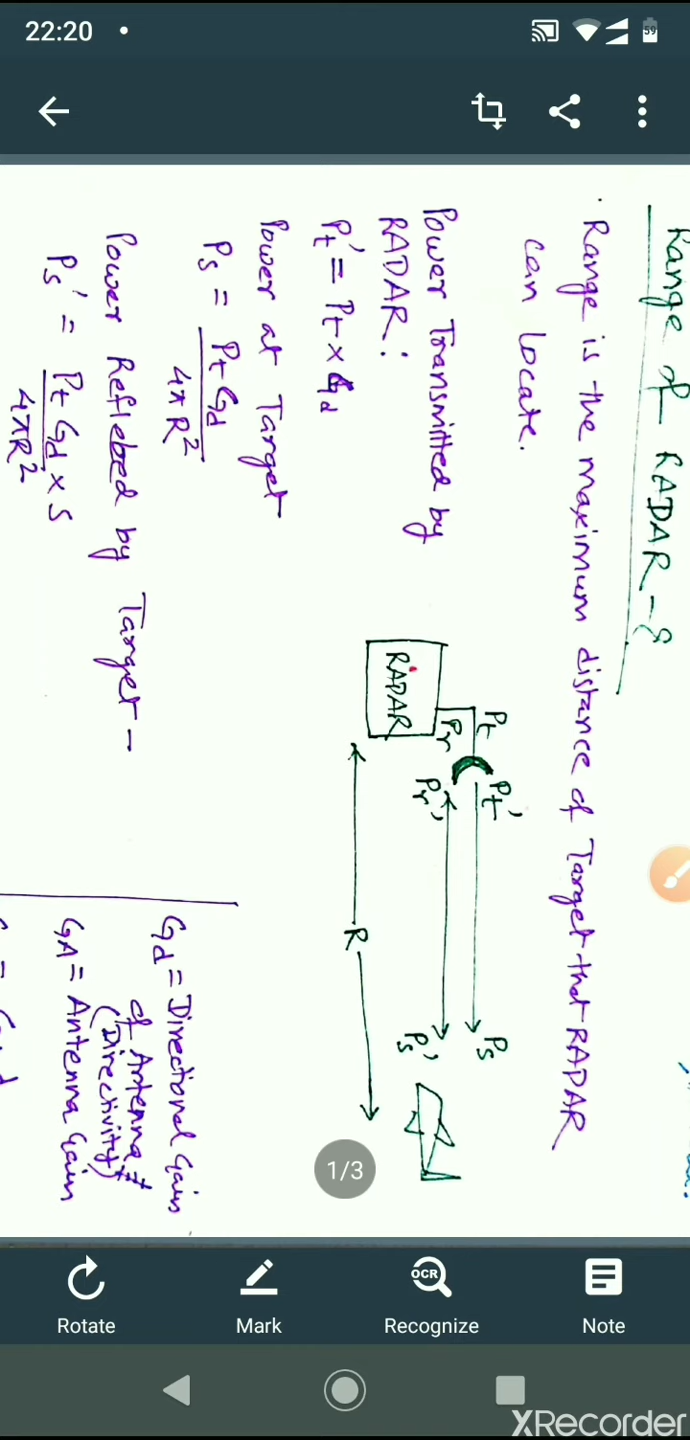 22:20
59
Range of RADAR-8
· Range is the maximum distance of Target that RADAR
can locate.
Power Transmitted by
RADAR:
Pt' = Pt x Gd
Power at Target
Ps = Pt Gd
4πR²
Power Reflected by Target -
Ps' = Pt Gd x S
4πR²
RADAR
Pt
Pr
Pt'
Pr'
Ps
Ps'
R
Gd = Directional Gain
of Antenna
(Directivity)
GA = Antenna Gain
1/3
Rotate
Mark
OCR
Recognize
Note
XRecorder